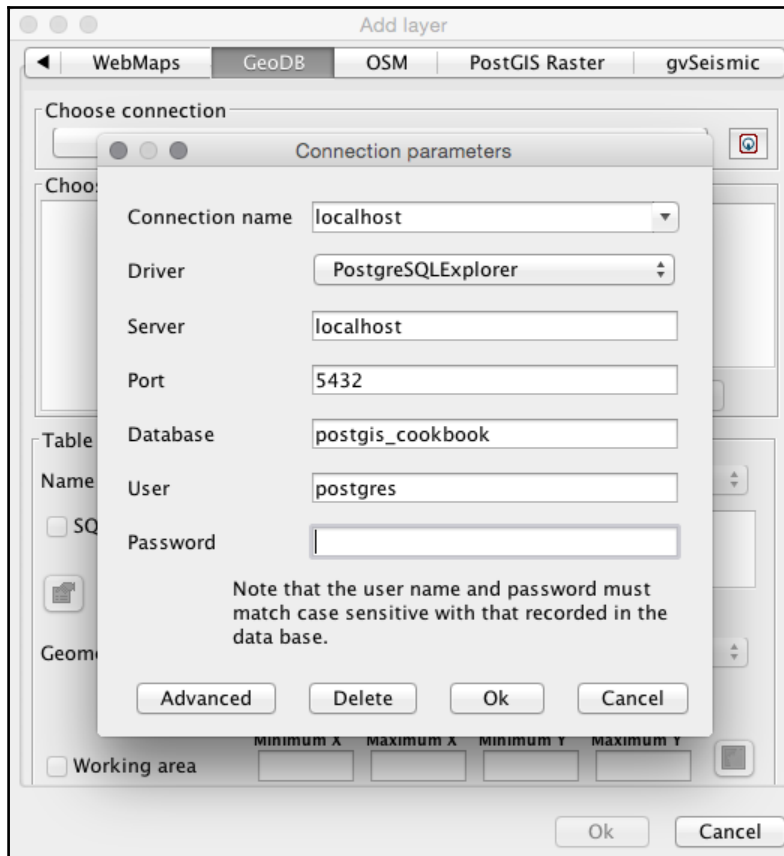 Add layer
WebMaps GeoDB OSM PostGIS Raster gvSeismic
Choose connection
Connection parameters
Choo
Connection name localhost
Driver PostgreSQLExplorer
Server localhost
Port 5432
Database postgis_cookbook
Table
User postgres
Name
SQ
Password
Note that the user name and password must
match case sensitive with that recorded in the
data base.
Geome
Advanced Delete Ok Cancel
Minimum X Maximum X Minimum Y Maximum Y
Working area
Ok Cancel